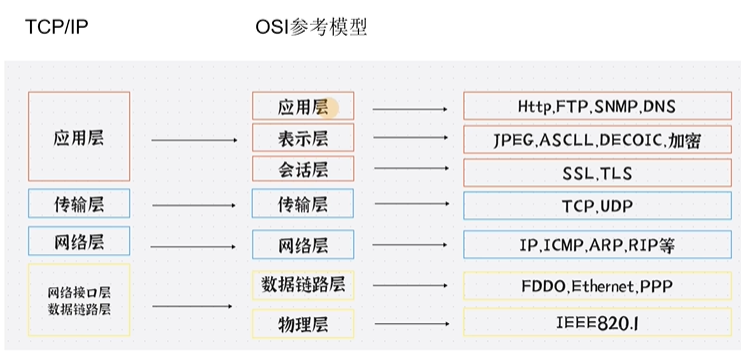 TCP/IP
OSI参考模型
应用层
应用层
Http,FTP,SNMP,DNS
表示层
JPEG,ASCLL,DECOIC,加密
会话层
SSL,TLS
传输层
传输层
TCP,UDP
网络层
网络层
IP,ICMP,ARP,RIP等
网络接口层
数据链路层
数据链路层
FDDO,Ethernet,PPP
物理层
IEEE820.1